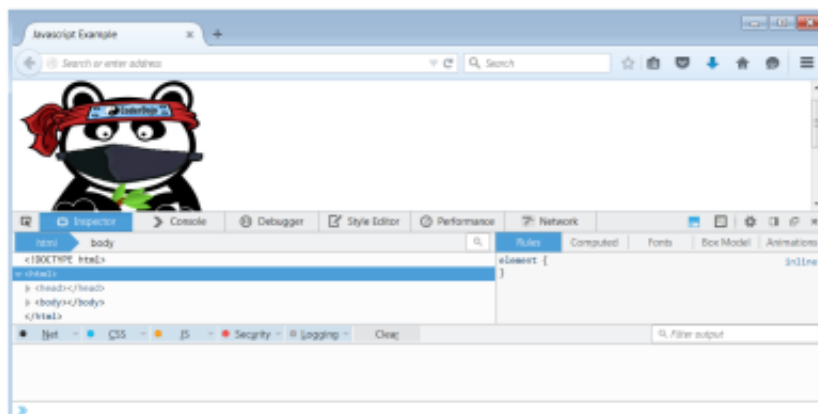 Javascript Example
Search or enter address Search
CoderDojo
Inspector Console Debugger Style Editor Performance Network
html body Rules Computed Fonts Box Model Animations
<!DOCTYPE html> element { inline
<html> }
<head></head>
<body></body>
</html>
Net CSS JS Security Logging Clear Filter output